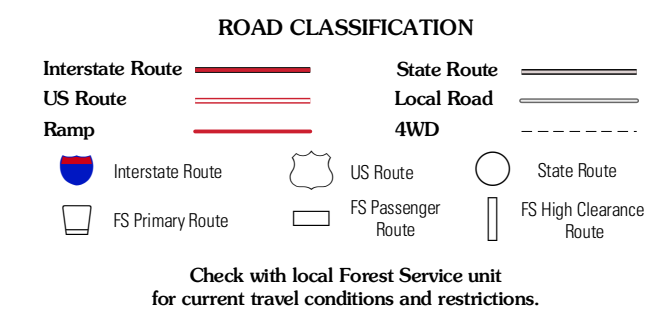 ROAD CLASSIFICATION
Interstate Route
State Route
US Route
Local Road
Ramp
4WD
Interstate Route
US Route
State Route
FS Primary Route
FS Passenger
Route
FS High Clearance
Route
Check with local Forest Service unit
for current travel conditions and restrictions.